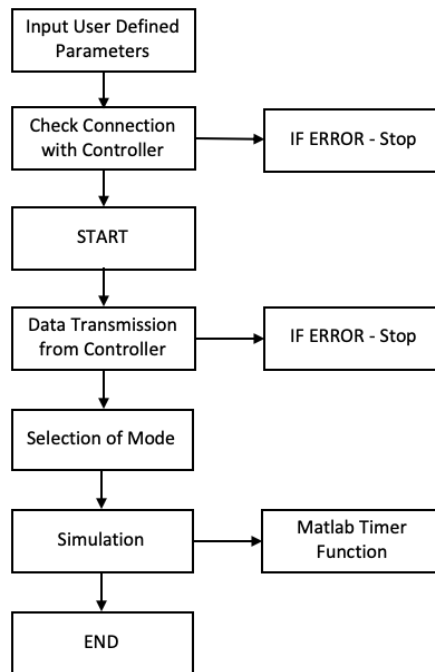 Input User Defined
Parameters
Check Connection
with Controller
IF ERROR - Stop
START
Data Transmission
from Controller
IF ERROR - Stop
Selection of Mode
Simulation
Matlab Timer
Function
END